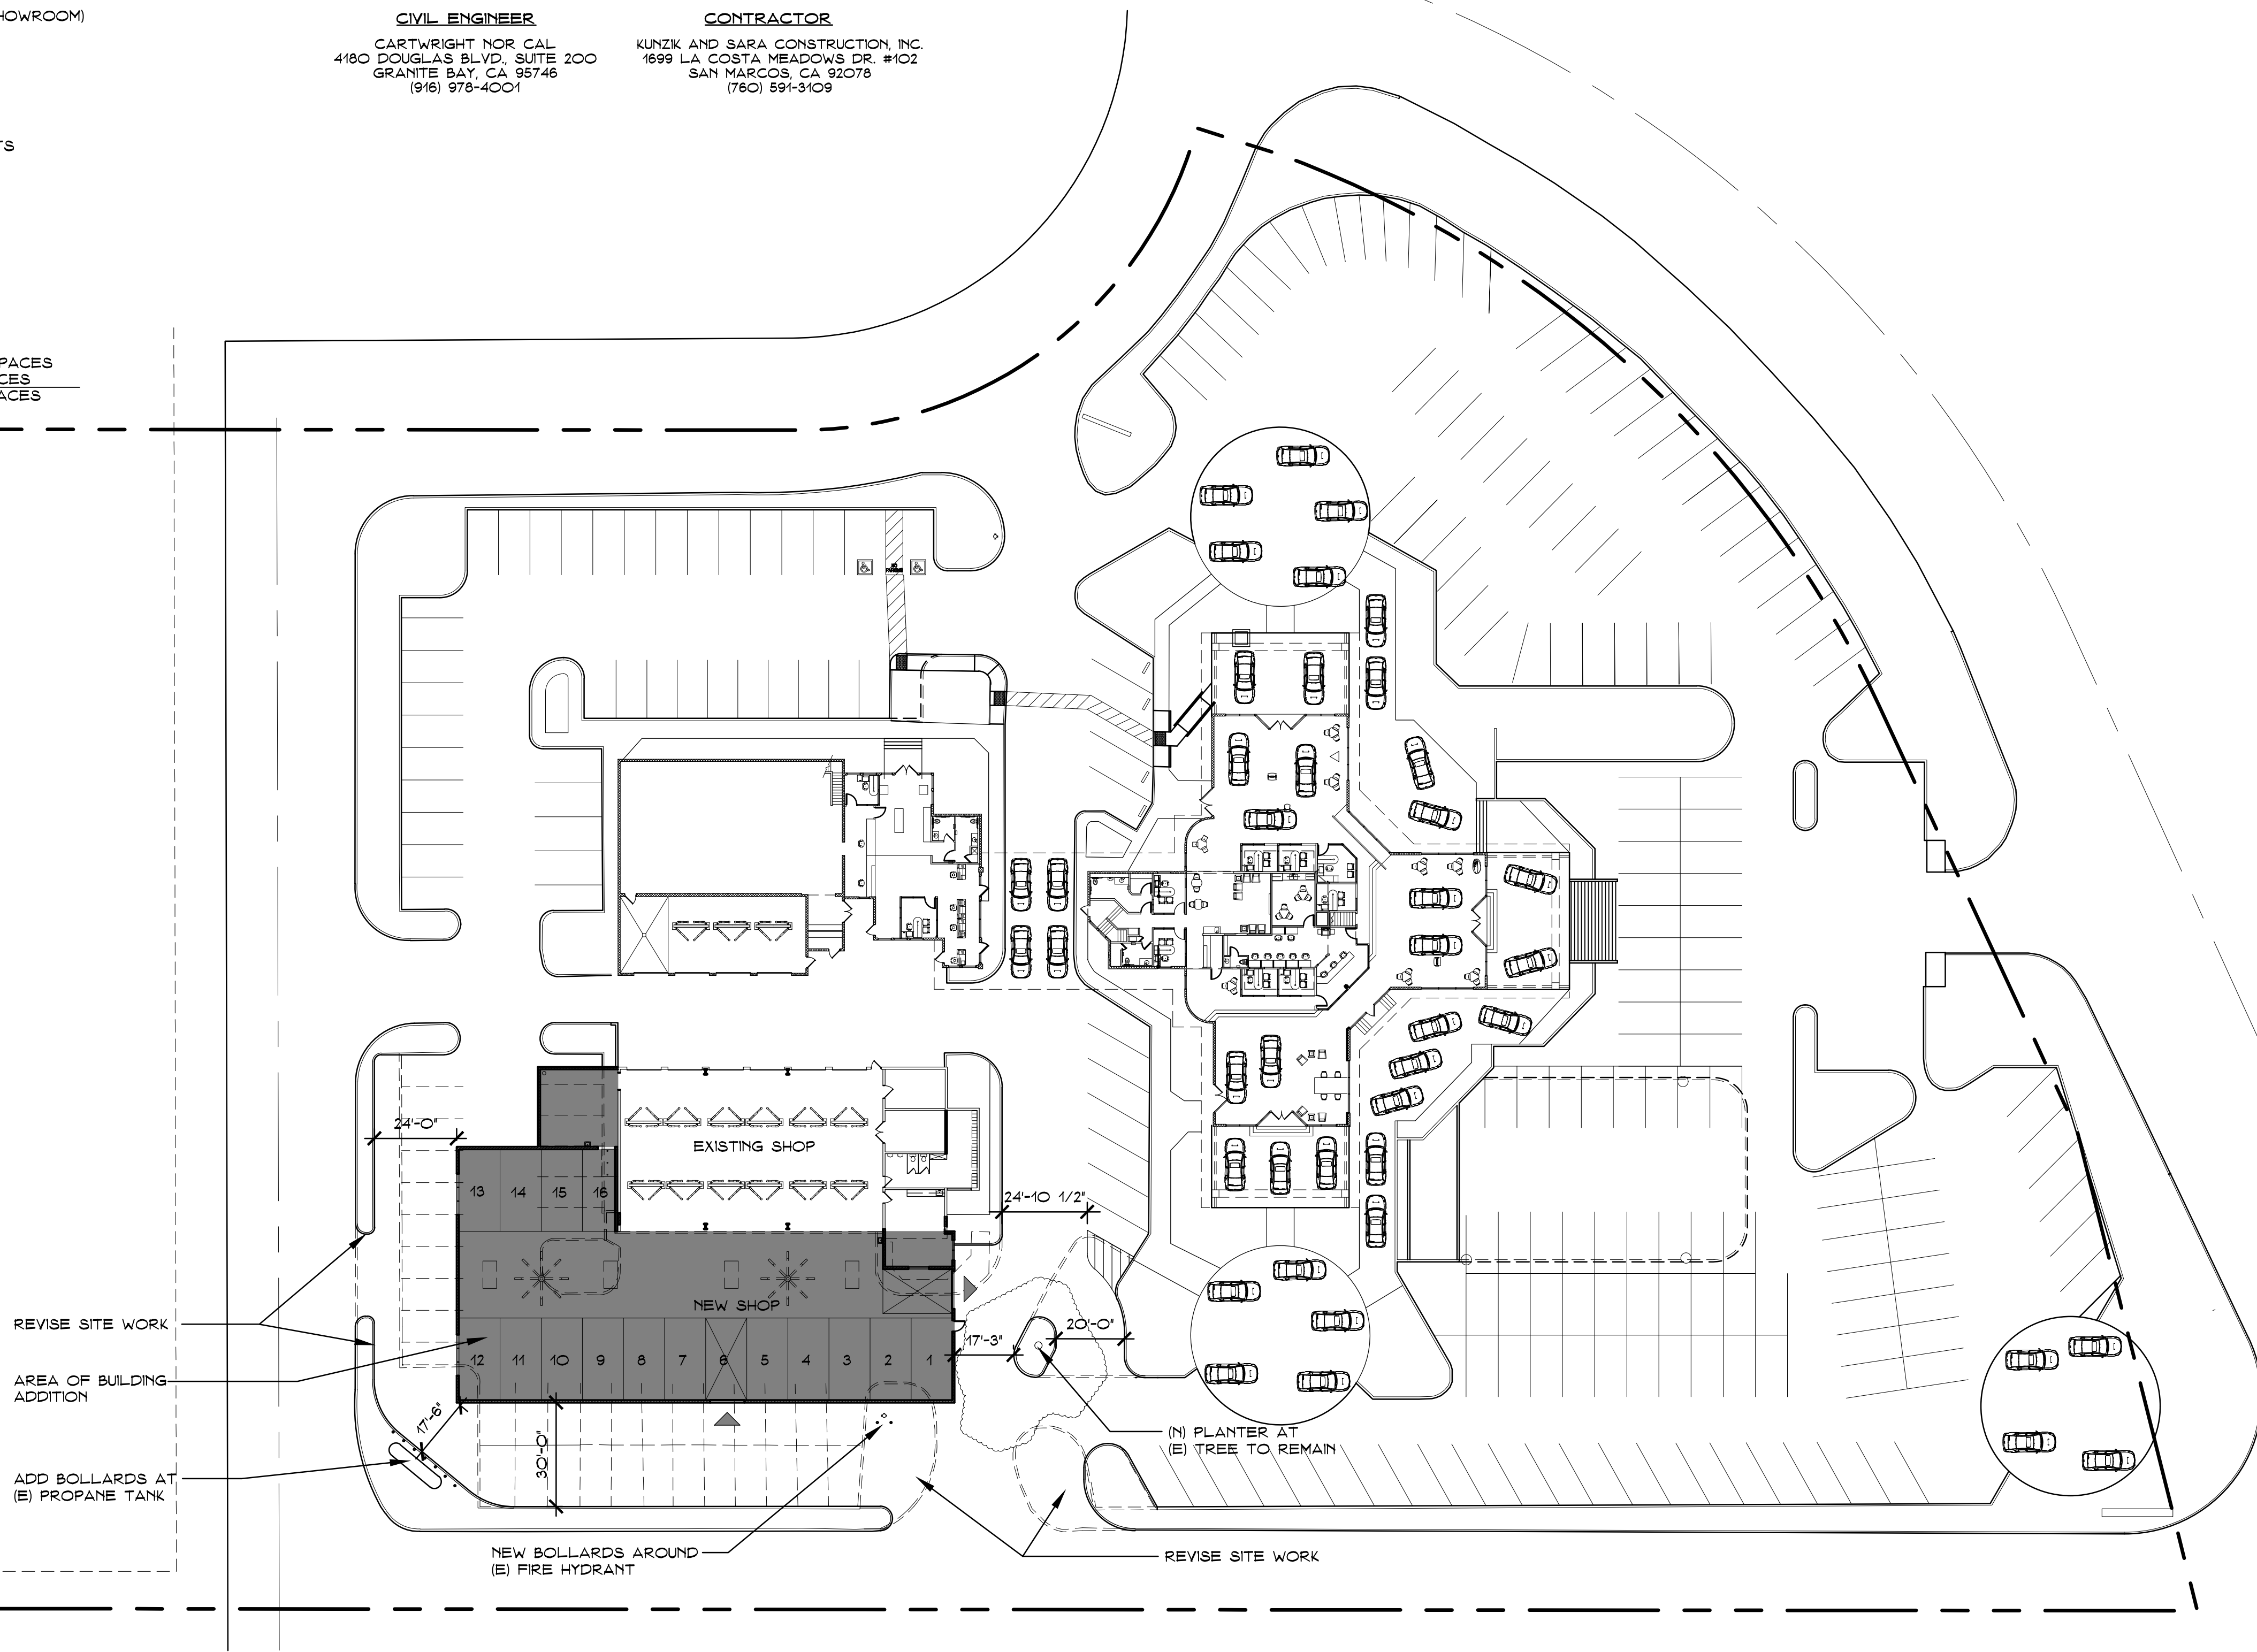 HOWROOM)
CIVIL ENGINEER
CARTWRIGHT NOR CAL
4180 DOUGLAS BLVD., SUITE 200
GRANITE BAY, CA 95746
(916) 978-4001
CONTRACTOR
KUNZIK AND SARA CONSTRUCTION, INC.
1699 LA COSTA MEADOWS DR. #102
SAN MARCOS, CA 92078
(760) 591-3109
TS
PACES
CES
ACES
NO
PARKING
24'-0"
EXISTING SHOP
13
14
15
16
24'-10 1/2"
NEW SHOP
REVISE SITE WORK
20'-0"
17'-3"
12
11
10
9
8
7
6
5
4
3
2
1
AREA OF BUILDING
ADDITION
17'-6"
30'-0"
(N) PLANTER AT
(E) TREE TO REMAIN
ADD BOLLARDS AT
(E) PROPANE TANK
NEW BOLLARDS AROUND
(E) FIRE HYDRANT
REVISE SITE WORK